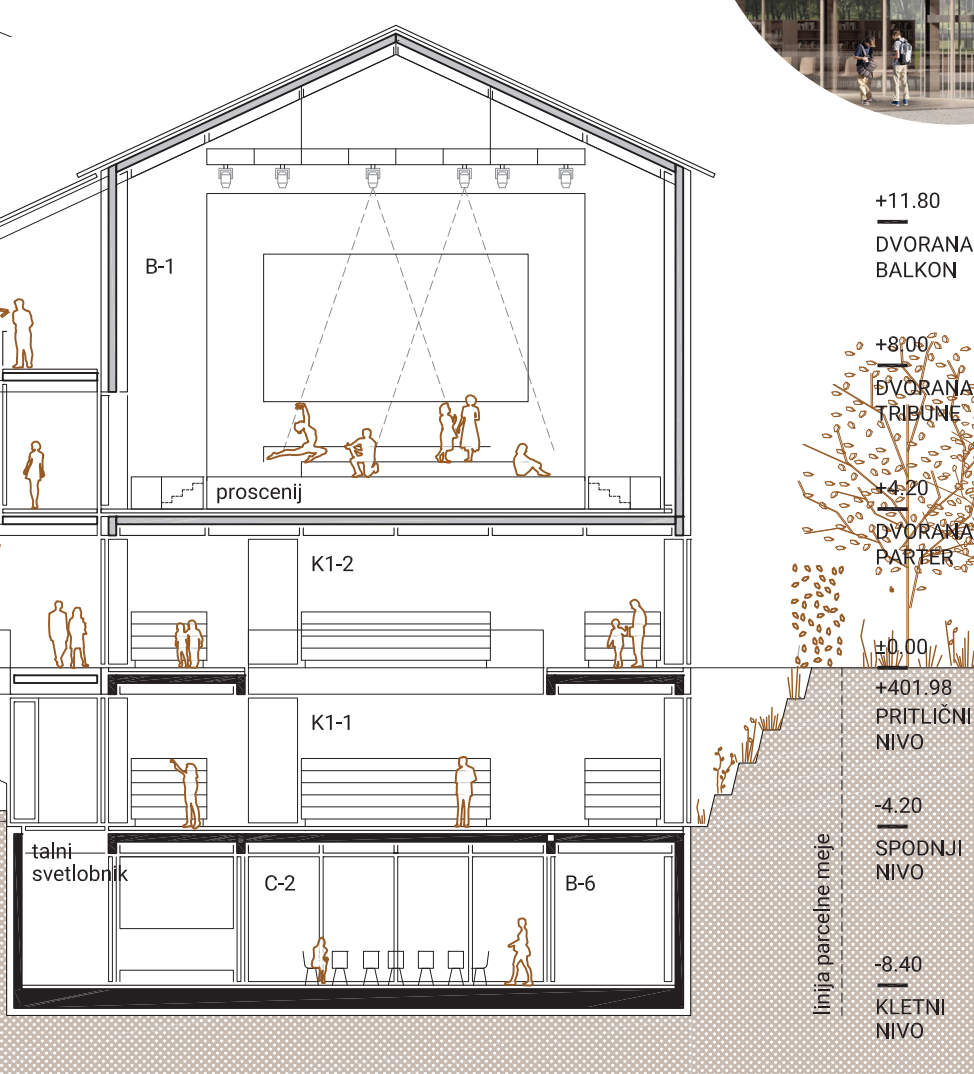 B-1
proscenij
K1-2
K1-1
talni
svetlobnik
C-2
B-6
linija parcelne meje
+11.80
DVORANA
BALKON
+8.00
DVORANA
TRIBUNE
+4.20
DVORANA
PARTER
±0.00
+401.98
PRITLIČNI
NIVO
-4.20
SPODNJI
NIVO
-8.40
KLETNI
NIVO